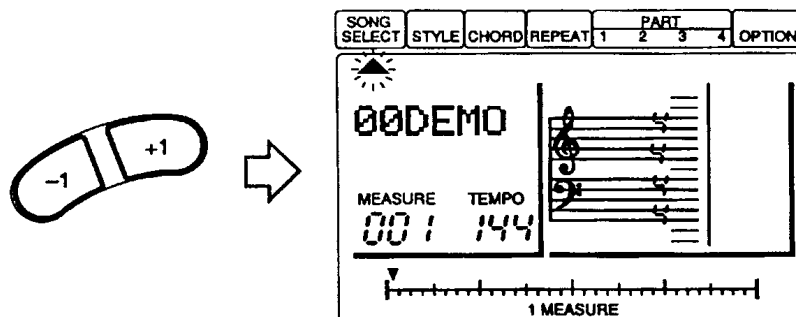 SONG SELECT STYLE CHORD REPEAT PART 1 2 3 4 OPTION
00DEMO
-1 +1
MEASURE TEMPO
001 144
1 MEASURE